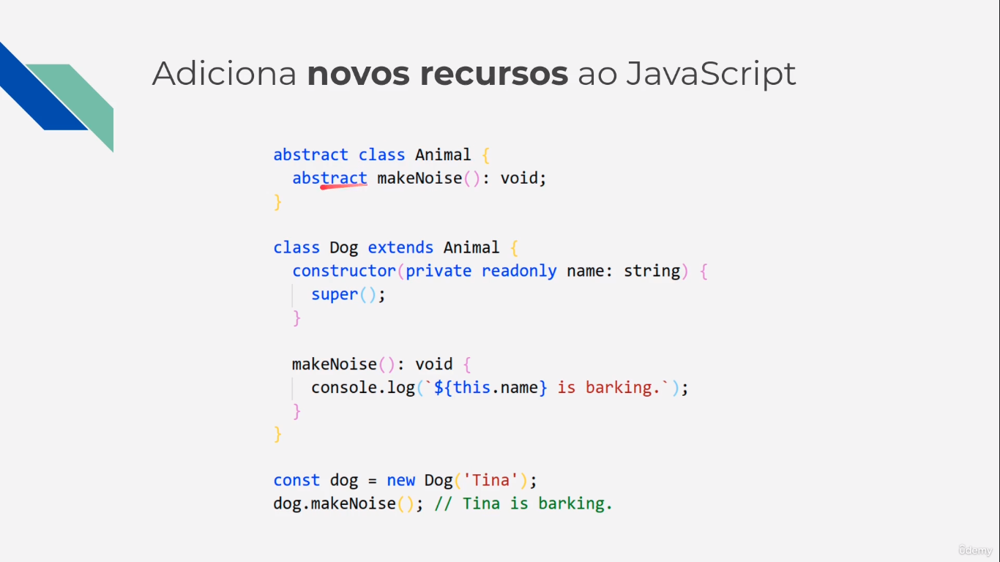 Adiciona novos recursos ao JavaScript
abstract class Animal {
abstract makeNoise(): void;
}
class Dog extends Animal {
constructor(private readonly name: string) {
super();
}
makeNoise(): void {
console.log(`${this.name} is barking.`);
}
}
const dog = new Dog('Tina');
dog.makeNoise(); // Tina is barking.
ûdemy